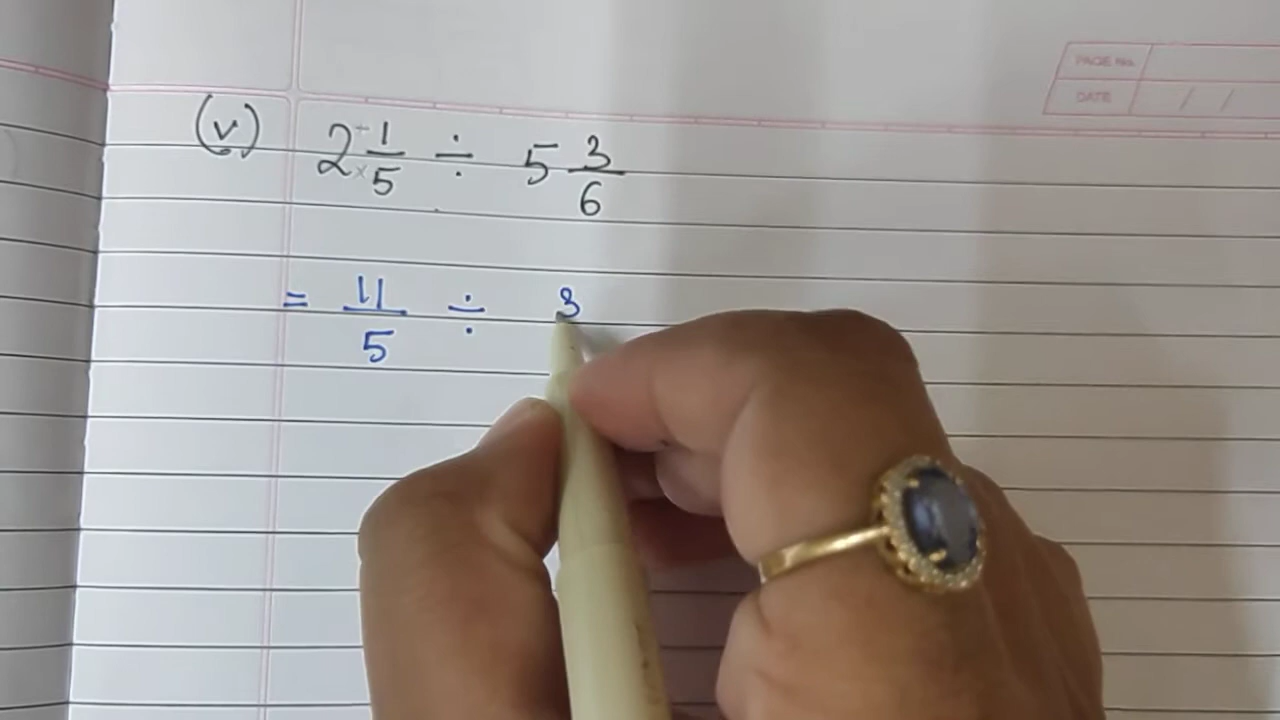 PAGE No.
DATE / /
(v) 2 1/5 ÷ 5 3/6
= 11/5 ÷ 3